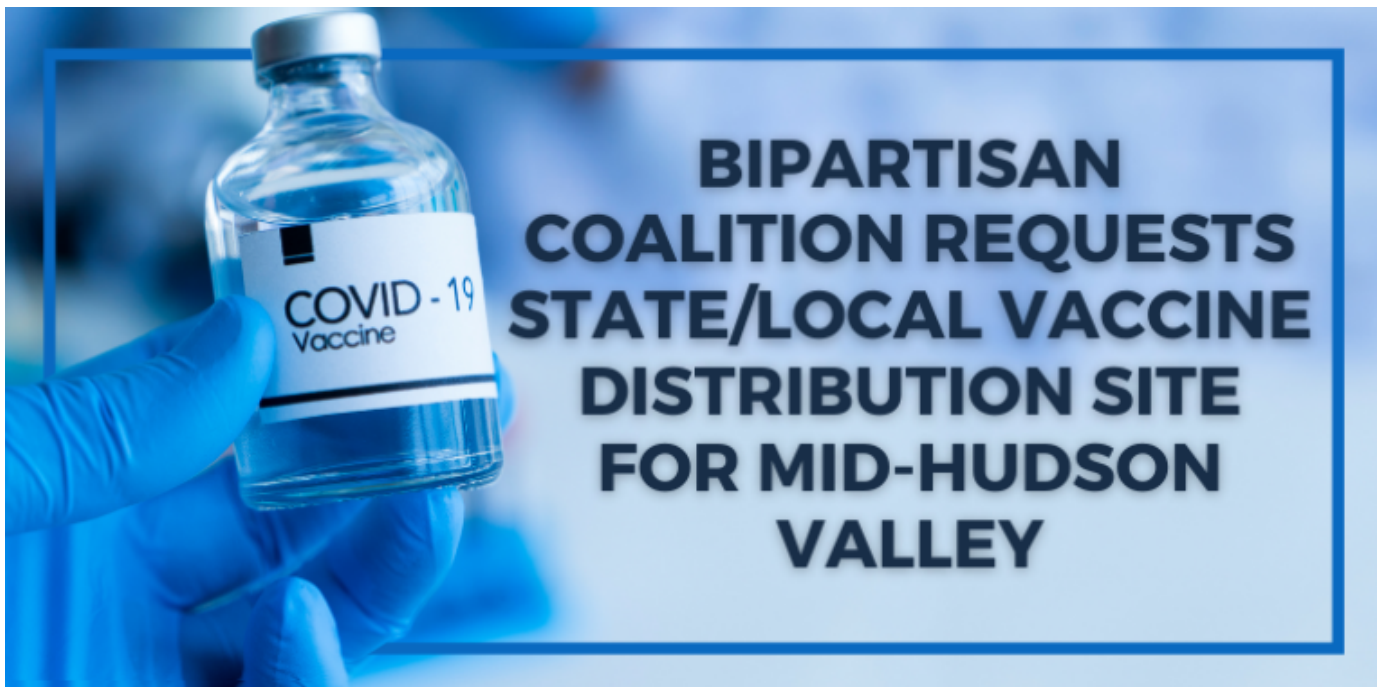 COVID - 19
Vaccine
BIPARTISAN
COALITION REQUESTS
STATE/LOCAL VACCINE
DISTRIBUTION SITE
FOR MID-HUDSON
VALLEY